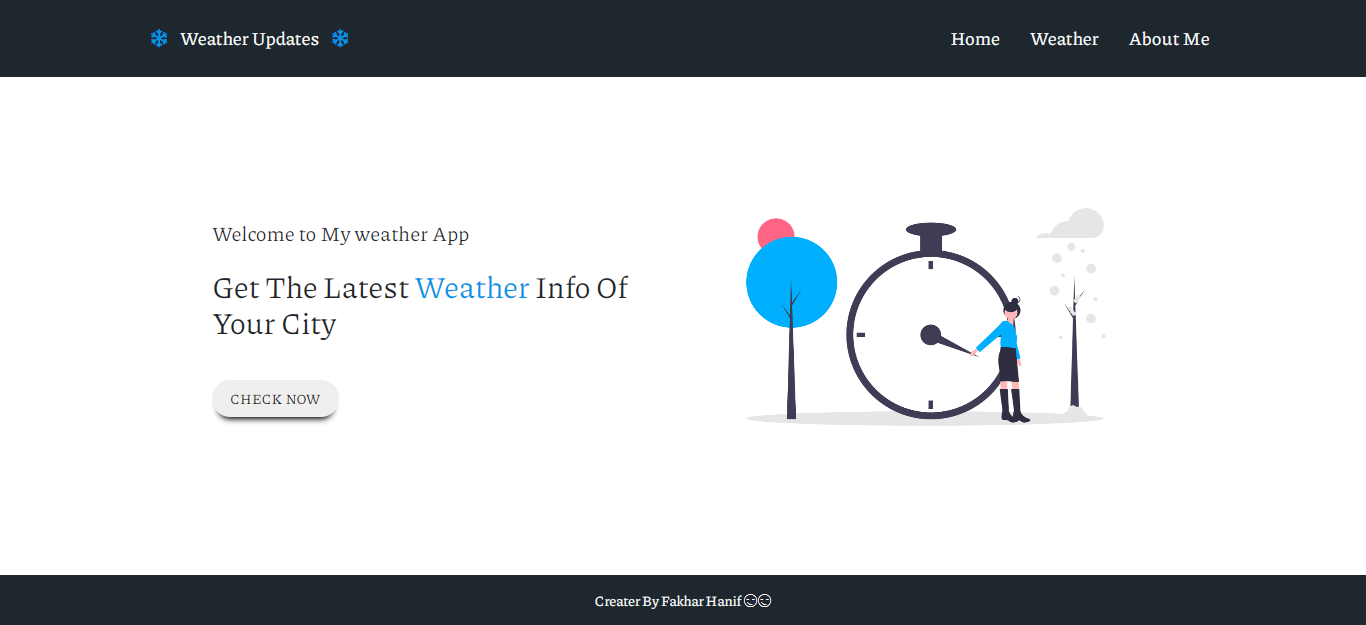 ❄ Weather Updates ❄
Home Weather About Me
Welcome to My weather App
Get The Latest Weather Info Of
Your City
CHECK NOW
Creater By Fakhar Hanif😏😏